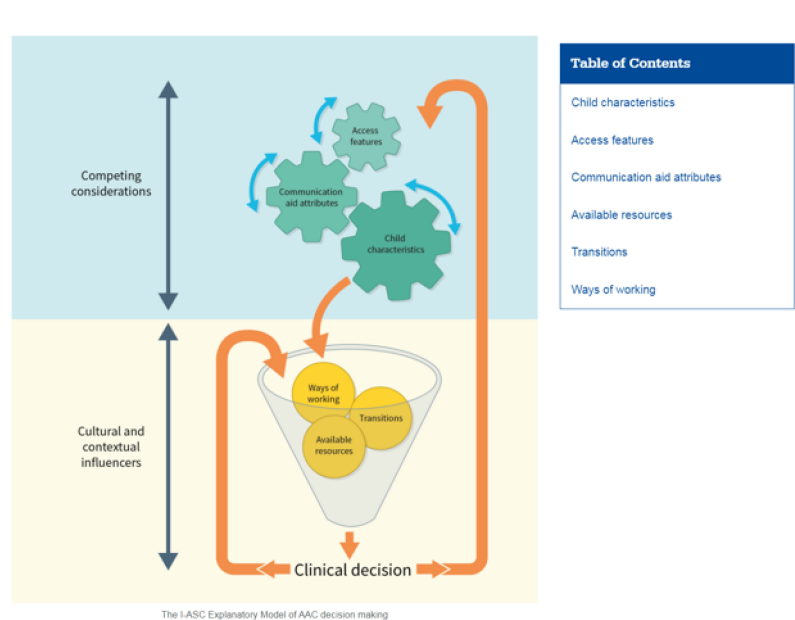 Competing
considerations
Access
features
Communication
aid attributes
Child
characteristics
Cultural and
contextual
influencers
Ways of
working
Transitions
Available
resources
Clinical decision
The I-ASC Explanatory Model of AAC decision making
Table of Contents
Child characteristics
Access features
Communication aid attributes
Available resources
Transitions
Ways of working